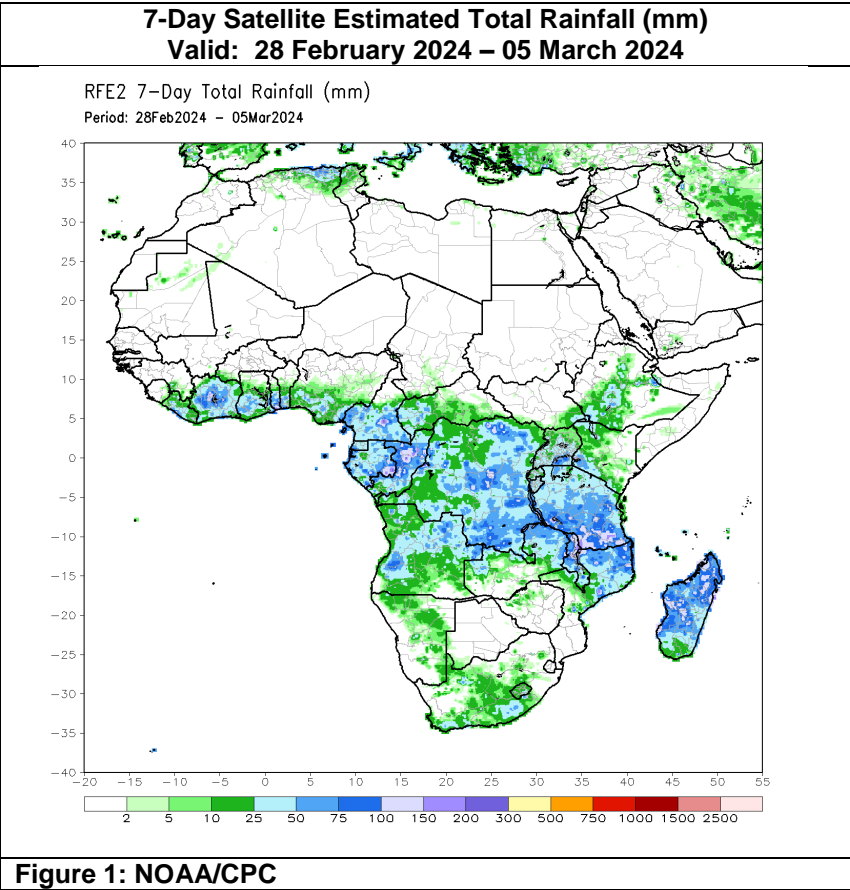 7-Day Satellite Estimated Total Rainfall (mm)
Valid:  28 February 2024 – 05 March 2024
RFE2 7-Day Total Rainfall (mm)
Period: 28Feb2024 - 05Mar2024
40
35
30
25
20
15
10
5
0
-5
-10
-15
-20
-25
-30
-35
-40
-20 -15 -10 -5 0 5 10 15 20 25 30 35 40 45 50 55
2 5 10 25 50 75 100 150 200 300 500 750 1000 1500 2500
Figure 1: NOAA/CPC